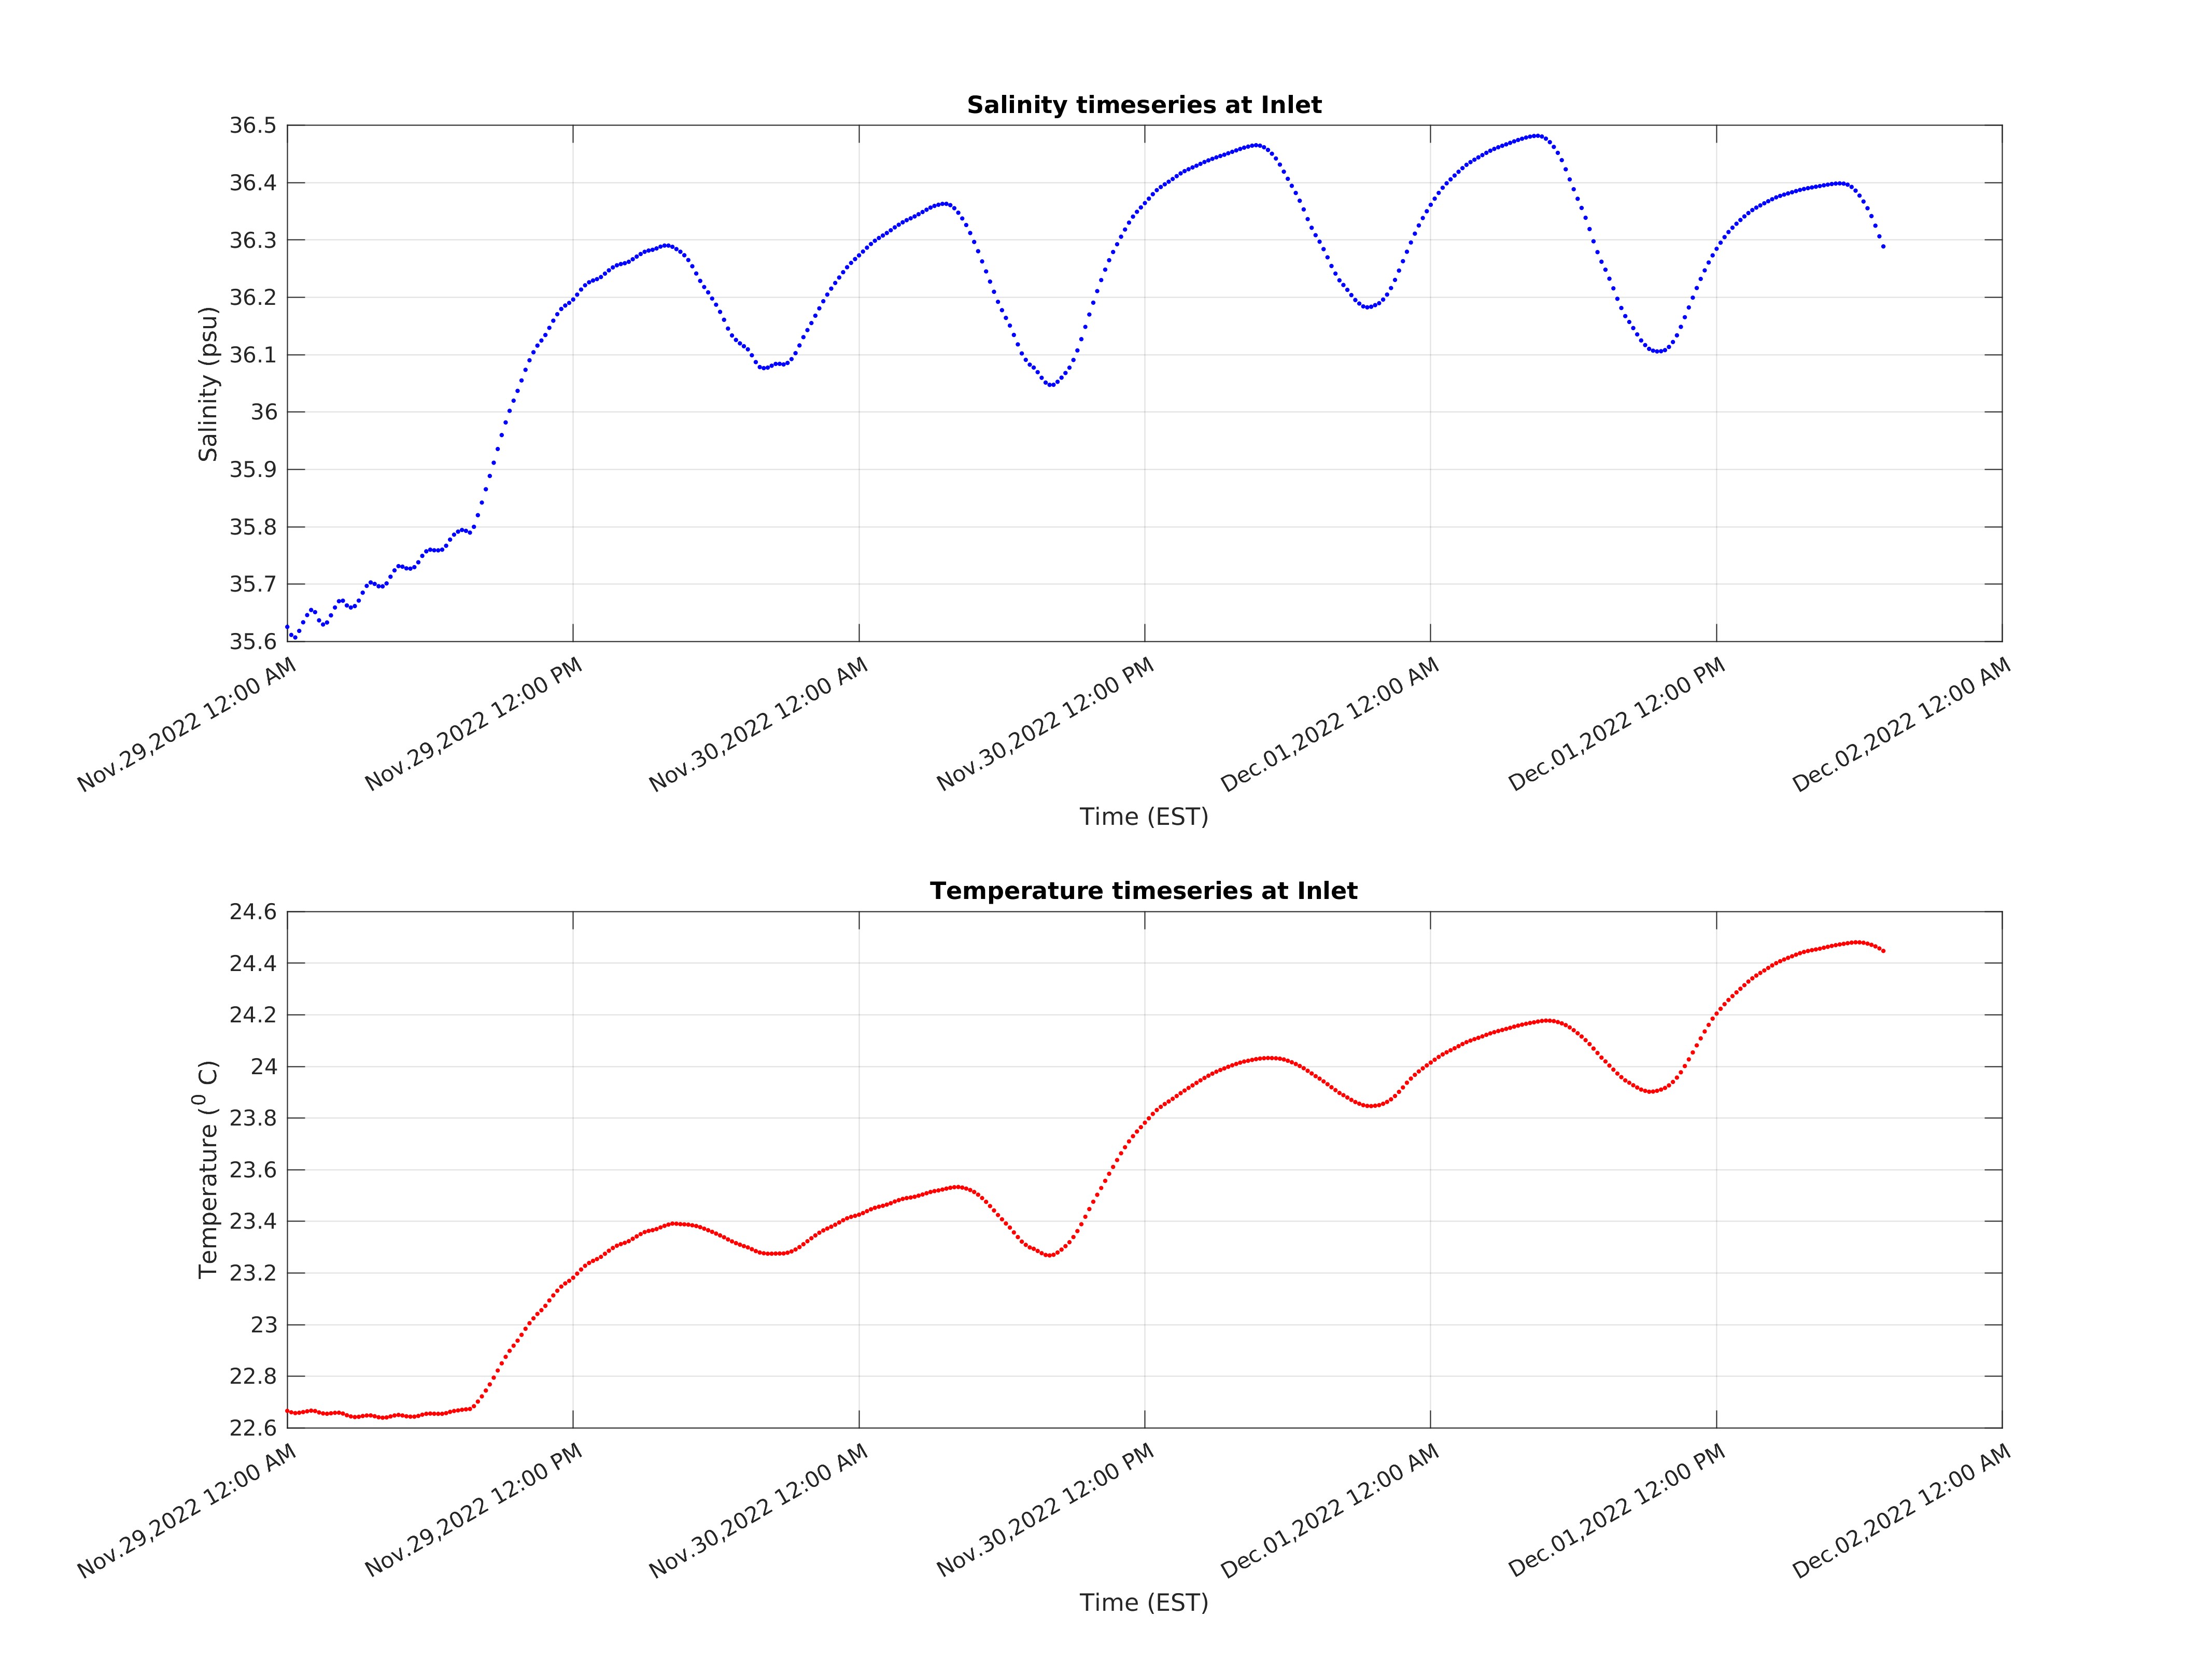 Salinity timeseries at Inlet
36.5
36.4
36.3
36.2
36.1
36
35.9
35.8
35.7
35.6
Salinity (psu)
Nov.29,2022 12:00 AM
Nov.29,2022 12:00 PM
Nov.30,2022 12:00 AM
Nov.30,2022 12:00 PM
Dec.01,2022 12:00 AM
Dec.01,2022 12:00 PM
Dec.02,2022 12:00 AM
Time (EST)
Temperature timeseries at Inlet
24.6
24.4
24.2
24
23.8
23.6
23.4
23.2
23
22.8
22.6
Temperature (⁰ C)
Nov.29,2022 12:00 AM
Nov.29,2022 12:00 PM
Nov.30,2022 12:00 AM
Nov.30,2022 12:00 PM
Dec.01,2022 12:00 AM
Dec.01,2022 12:00 PM
Dec.02,2022 12:00 AM
Time (EST)